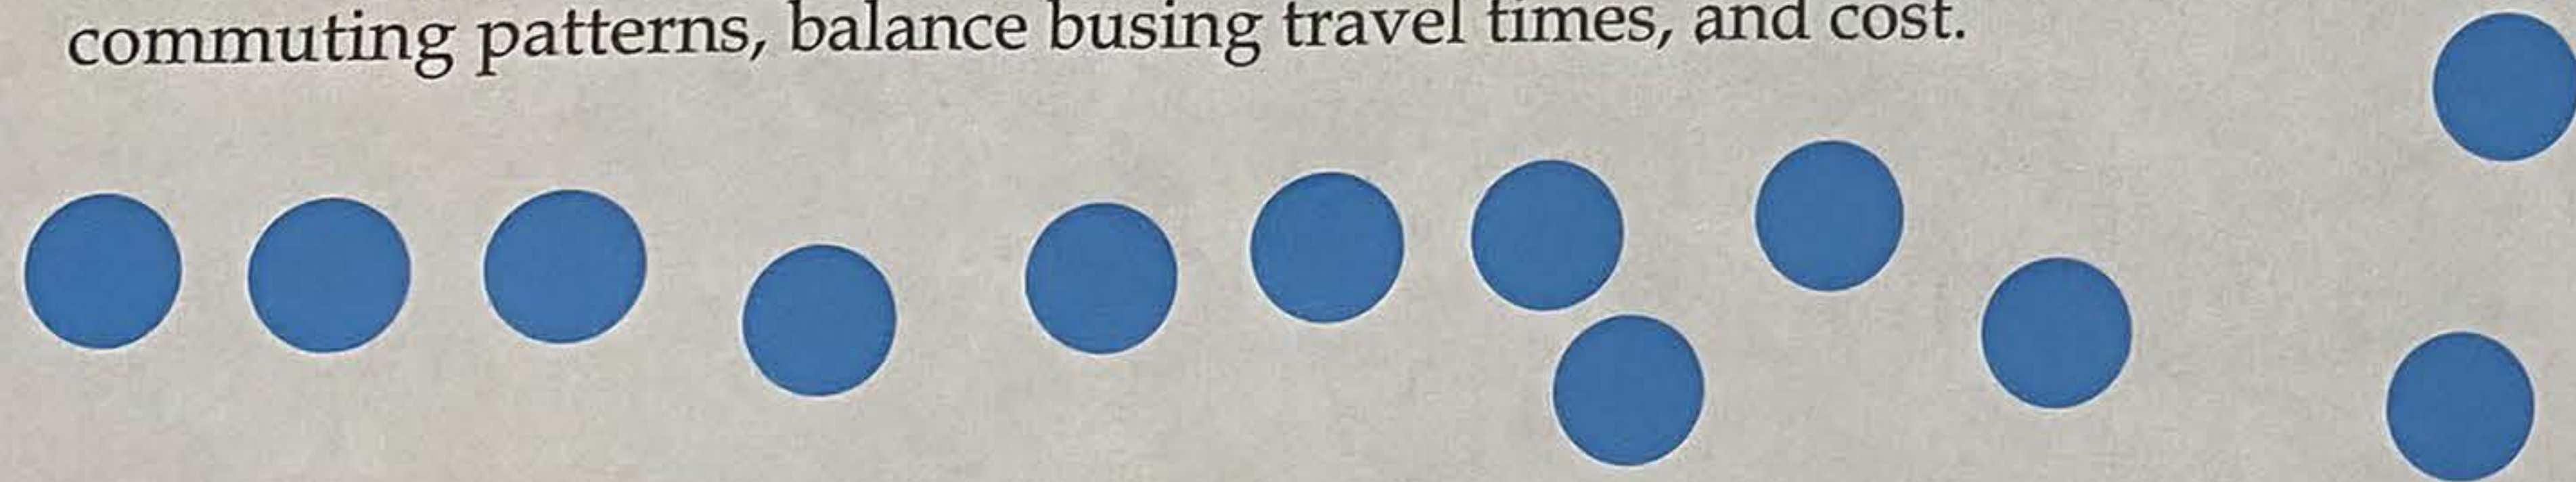 commuting patterns, balance busing travel times, and cost.